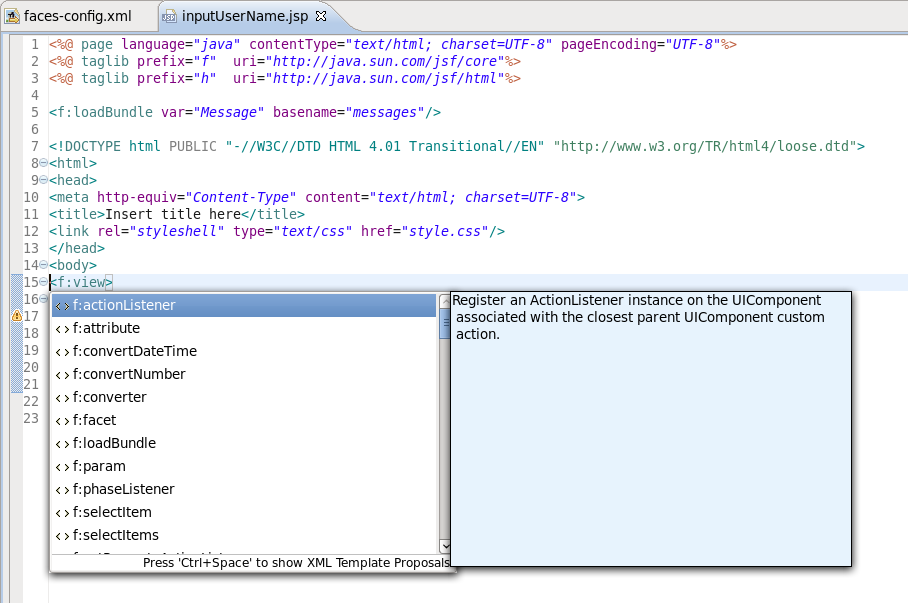 faces-config.xml inputUserName.jsp
1 <%@ page language="java" contentType="text/html; charset=UTF-8" pageEncoding="UTF-8"%>
2 <%@ taglib prefix="f"  uri="http://java.sun.com/jsf/core"%>
3 <%@ taglib prefix="h"  uri="http://java.sun.com/jsf/html"%>
4
5 <f:loadBundle var="Message" basename="messages"/>
6
7 <!DOCTYPE html PUBLIC "-//W3C//DTD HTML 4.01 Transitional//EN" "http://www.w3.org/TR/html4/loose.dtd">
8 <html>
9 <head>
10 <meta http-equiv="Content-Type" content="text/html; charset=UTF-8">
11 <title>Insert title here</title>
12 <link rel="styleshell" type="text/css" href="style.css"/>
13 </head>
14 <body>
15 <f:view>
16
17
18
19
20
21
22
23
f:actionListener
f:attribute
f:convertDateTime
f:convertNumber
f:converter
f:facet
f:loadBundle
f:param
f:phaseListener
f:selectItem
f:selectItems
Press 'Ctrl+Space' to show XML Template Proposals
Register an ActionListener instance on the UIComponent
associated with the closest parent UIComponent custom
action.